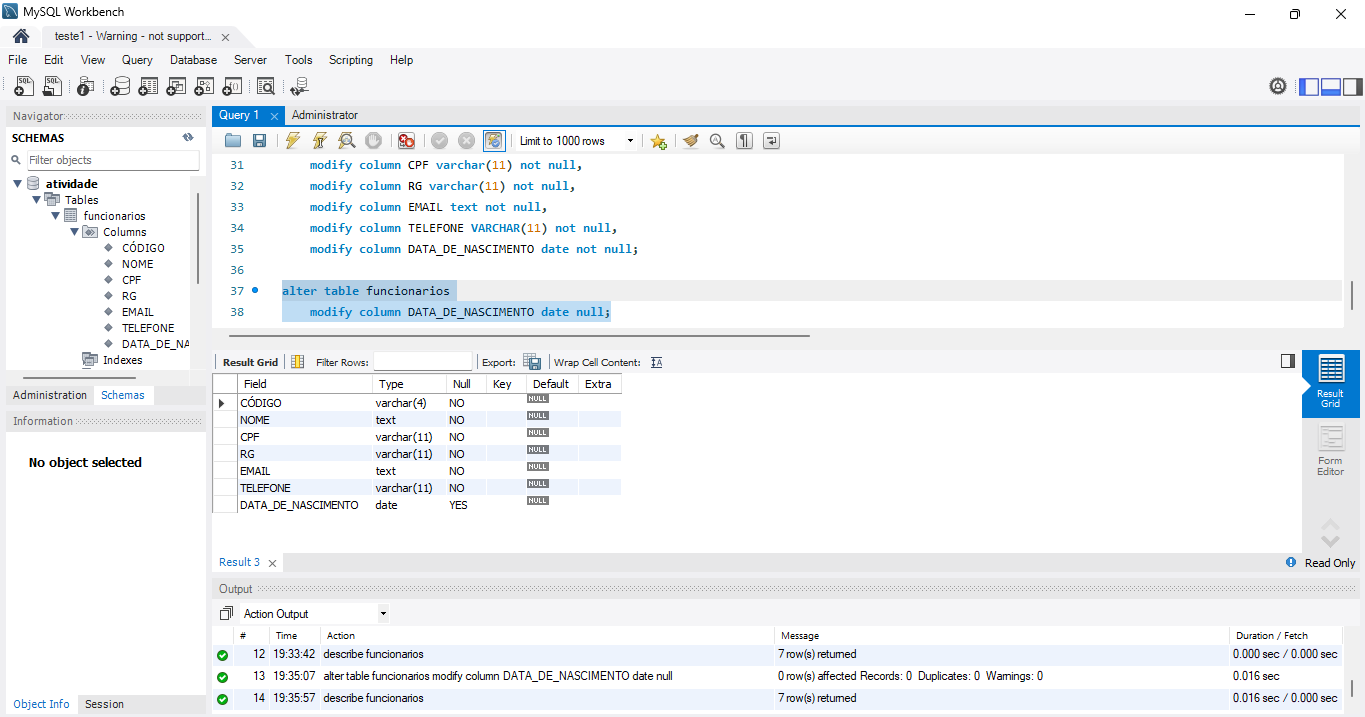 MySQL Workbench
teste1 - Warning - not support...
File Edit View Query Database Server Tools Scripting Help
Navigator
SCHEMAS
Filter objects
atividade
Tables
funcionarios
Columns
CÓDIGO
NOME
CPF
RG
EMAIL
TELEFONE
DATA_DE_NA
Indexes
Administration Schemas
Information
No object selected
Object Info Session
Query 1 Administrator
Limit to 1000 rows
31 modify column CPF varchar(11) not null,
32 modify column RG varchar(11) not null,
33 modify column EMAIL text not null,
34 modify column TELEFONE VARCHAR(11) not null,
35 modify column DATA_DE_NASCIMENTO date not null;
36
37 alter table funcionarios
38 modify column DATA_DE_NASCIMENTO date null;
Result Grid Filter Rows: Export: Wrap Cell Content:
Field Type Null Key Default Extra
CÓDIGO varchar(4) NO NULL
NOME text NO NULL
CPF varchar(11) NO NULL
RG varchar(11) NO NULL
EMAIL text NO NULL
TELEFONE varchar(11) NO NULL
DATA_DE_NASCIMENTO date YES NULL
Result
Grid
Form
Editor
Result 3
Read Only
Output
Action Output
# Time Action Message Duration / Fetch
12 19:33:42 describe funcionarios 7 row(s) returned 0.000 sec / 0.000 sec
13 19:35:07 alter table funcionarios modify column DATA_DE_NASCIMENTO date null 0 row(s) affected Records: 0 Duplicates: 0 Warnings: 0 0.016 sec
14 19:35:57 describe funcionarios 7 row(s) returned 0.016 sec / 0.000 sec